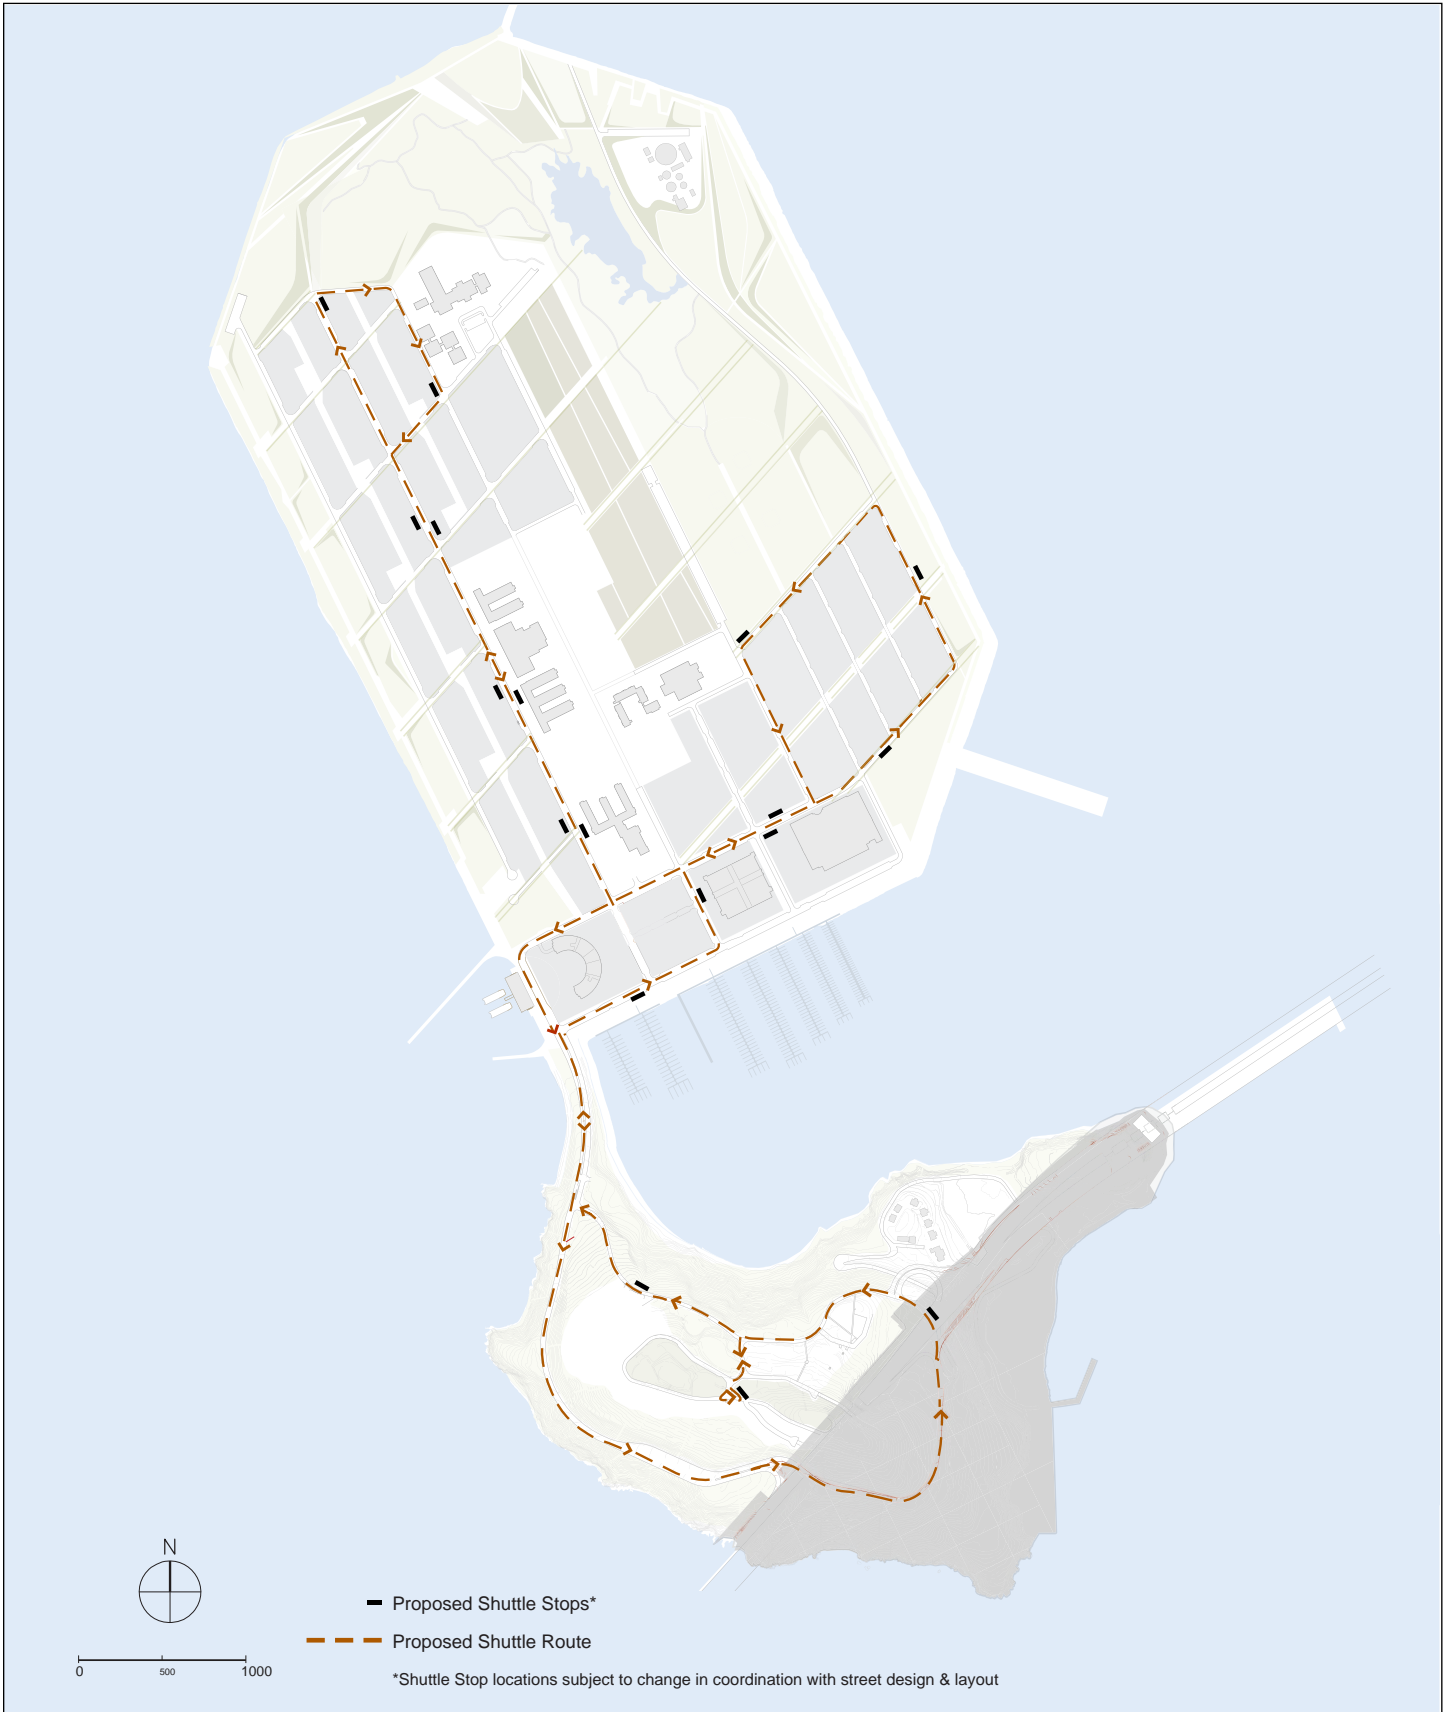 N
Proposed Shuttle Stops*
Proposed Shuttle Route
0 500 1000
*Shuttle Stop locations subject to change in coordination with street design & layout